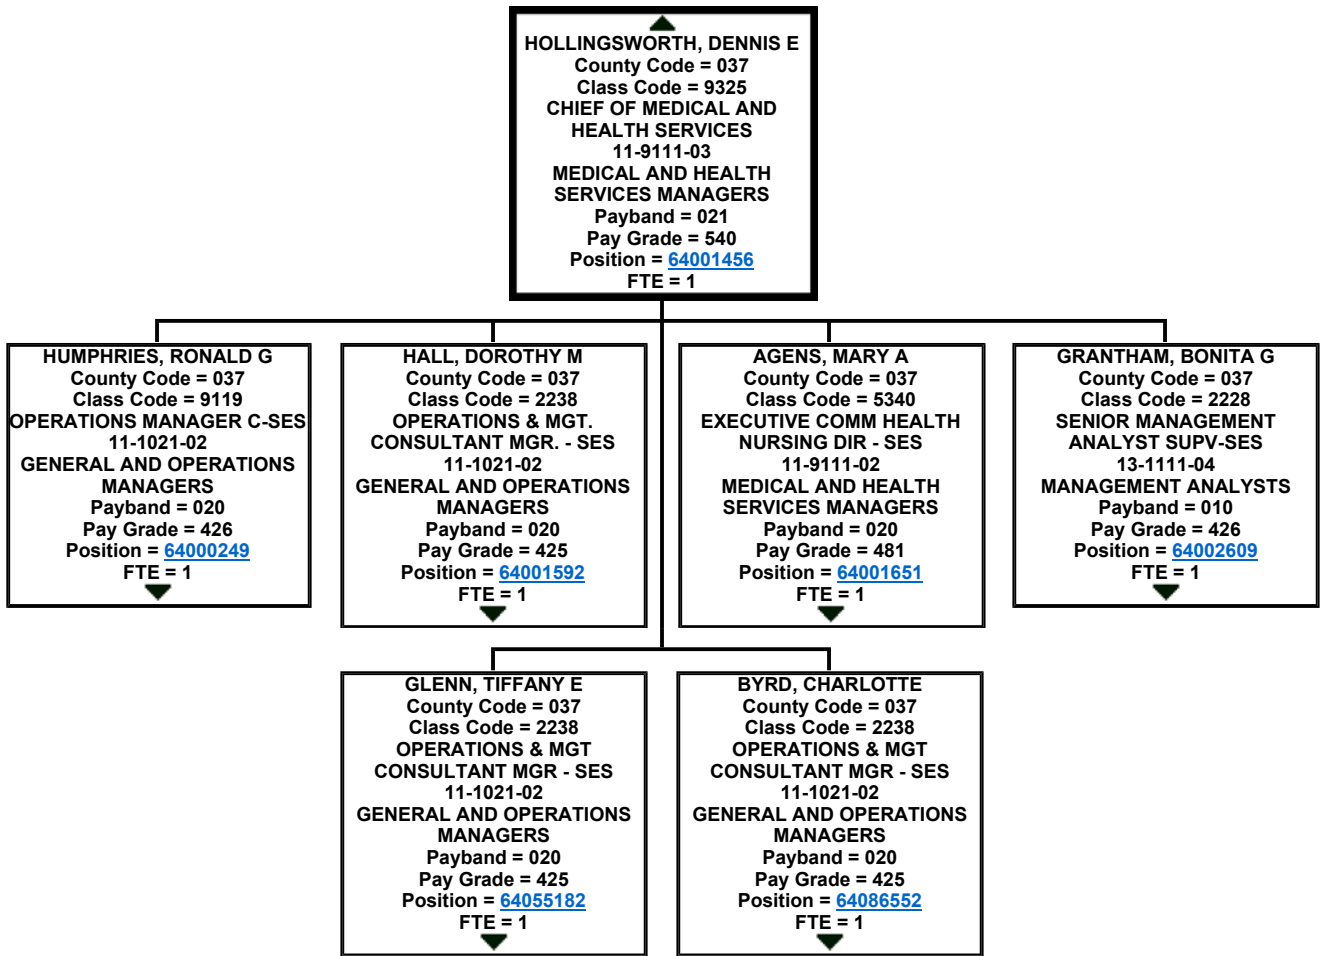 HOLLINGSWORTH, DENNIS E
County Code = 037
Class Code = 9325
CHIEF OF MEDICAL AND
HEALTH SERVICES
11-9111-03
MEDICAL AND HEALTH
SERVICES MANAGERS
Payband = 021
Pay Grade = 540
Position = 64001456
FTE = 1
HUMPHRIES, RONALD G
County Code = 037
Class Code = 9119
OPERATIONS MANAGER C-SES
11-1021-02
GENERAL AND OPERATIONS
MANAGERS
Payband = 020
Pay Grade = 426
Position = 64000249
FTE = 1
HALL, DOROTHY M
County Code = 037
Class Code = 2238
OPERATIONS & MGT.
CONSULTANT MGR. - SES
11-1021-02
GENERAL AND OPERATIONS
MANAGERS
Payband = 020
Pay Grade = 425
Position = 64001592
FTE = 1
AGENS, MARY A
County Code = 037
Class Code = 5340
EXECUTIVE COMM HEALTH
NURSING DIR - SES
11-9111-02
MEDICAL AND HEALTH
SERVICES MANAGERS
Payband = 020
Pay Grade = 481
Position = 64001651
FTE = 1
GRANTHAM, BONITA G
County Code = 037
Class Code = 2228
SENIOR MANAGEMENT
ANALYST SUPV-SES
13-1111-04
MANAGEMENT ANALYSTS
Payband = 010
Pay Grade = 426
Position = 64002609
FTE = 1
GLENN, TIFFANY E
County Code = 037
Class Code = 2238
OPERATIONS & MGT
CONSULTANT MGR - SES
11-1021-02
GENERAL AND OPERATIONS
MANAGERS
Payband = 020
Pay Grade = 425
Position = 64055182
FTE = 1
BYRD, CHARLOTTE
County Code = 037
Class Code = 2238
OPERATIONS & MGT
CONSULTANT MGR - SES
11-1021-02
GENERAL AND OPERATIONS
MANAGERS
Payband = 020
Pay Grade = 425
Position = 64086552
FTE = 1